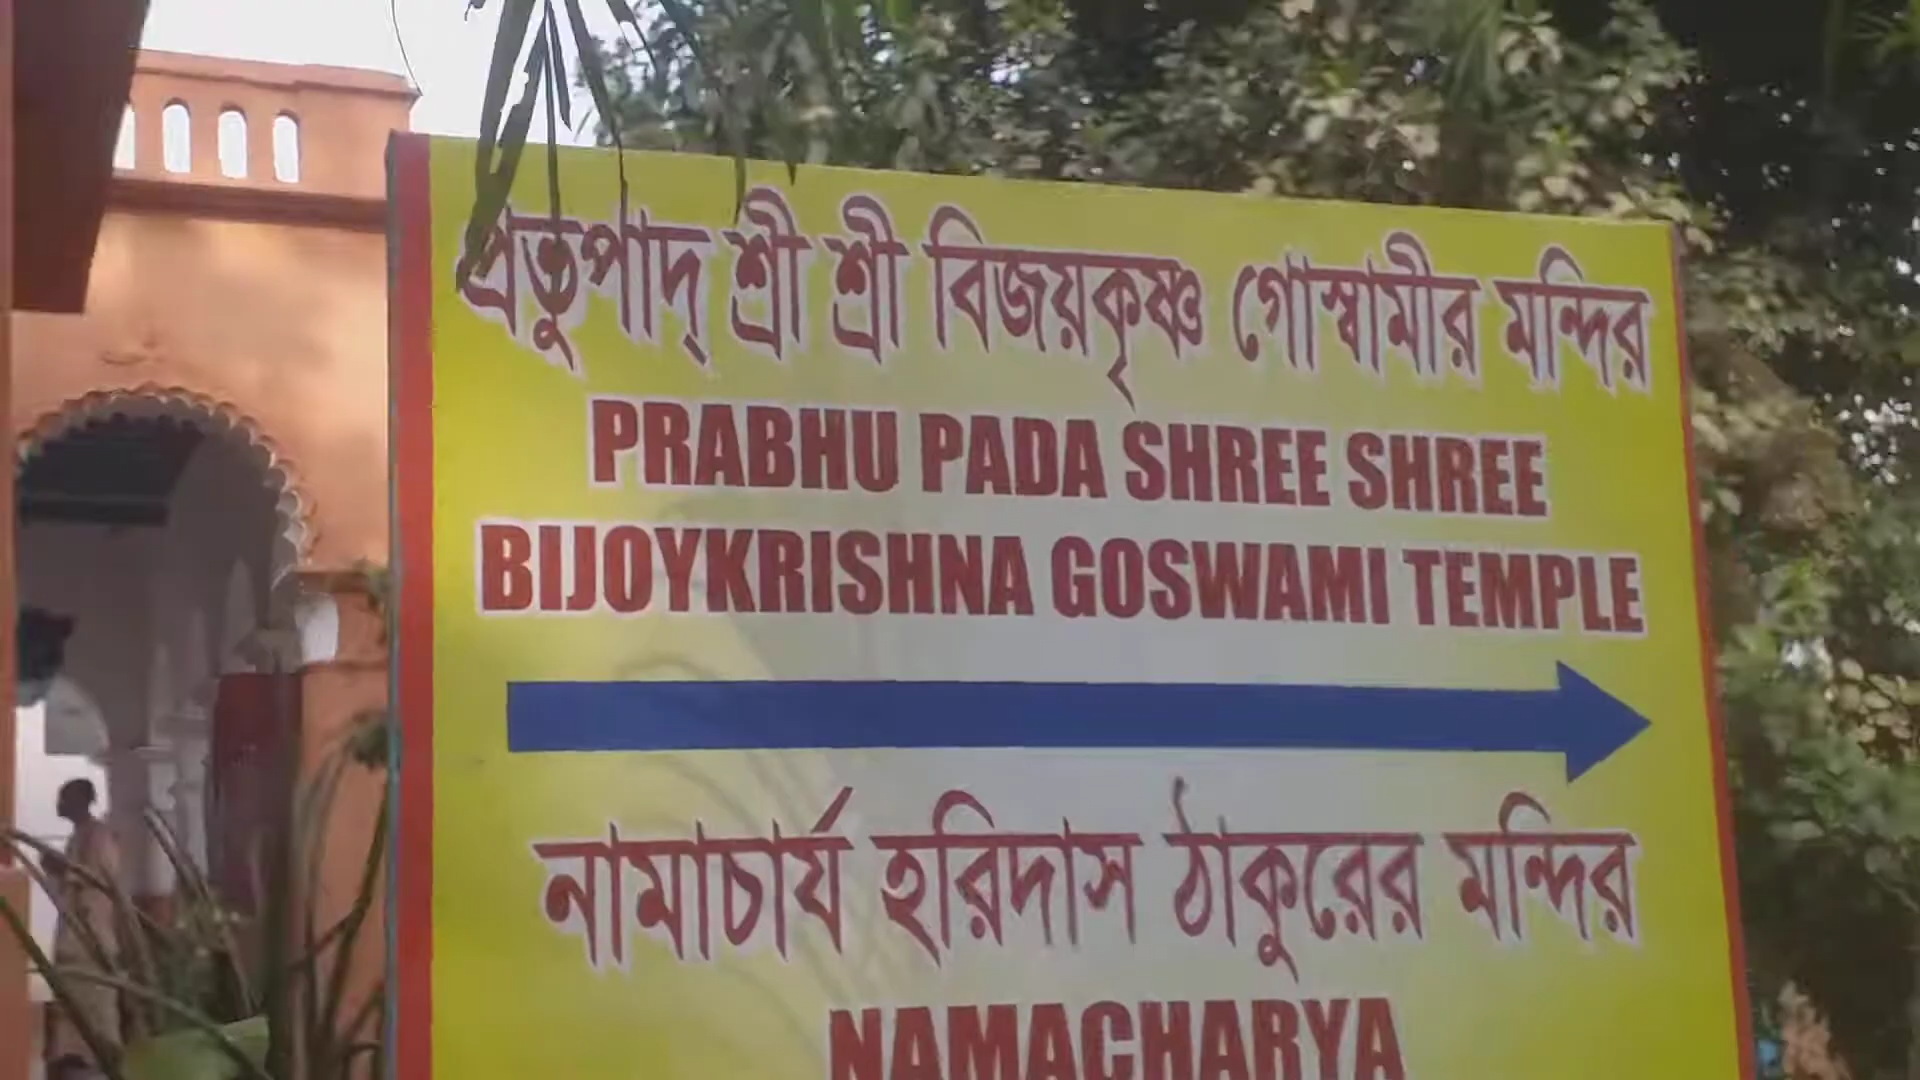 প্রভুপাদ্ শ্রী শ্রী বিজয়কৃষ্ণ গোস্বামীর মন্দির
PRABHU PADA SHREE SHREE
BIJOYKRISHNA GOSWAMI TEMPLE
নামাচার্য হরিদাস ঠাকুরের মন্দির
NAMACHARYA